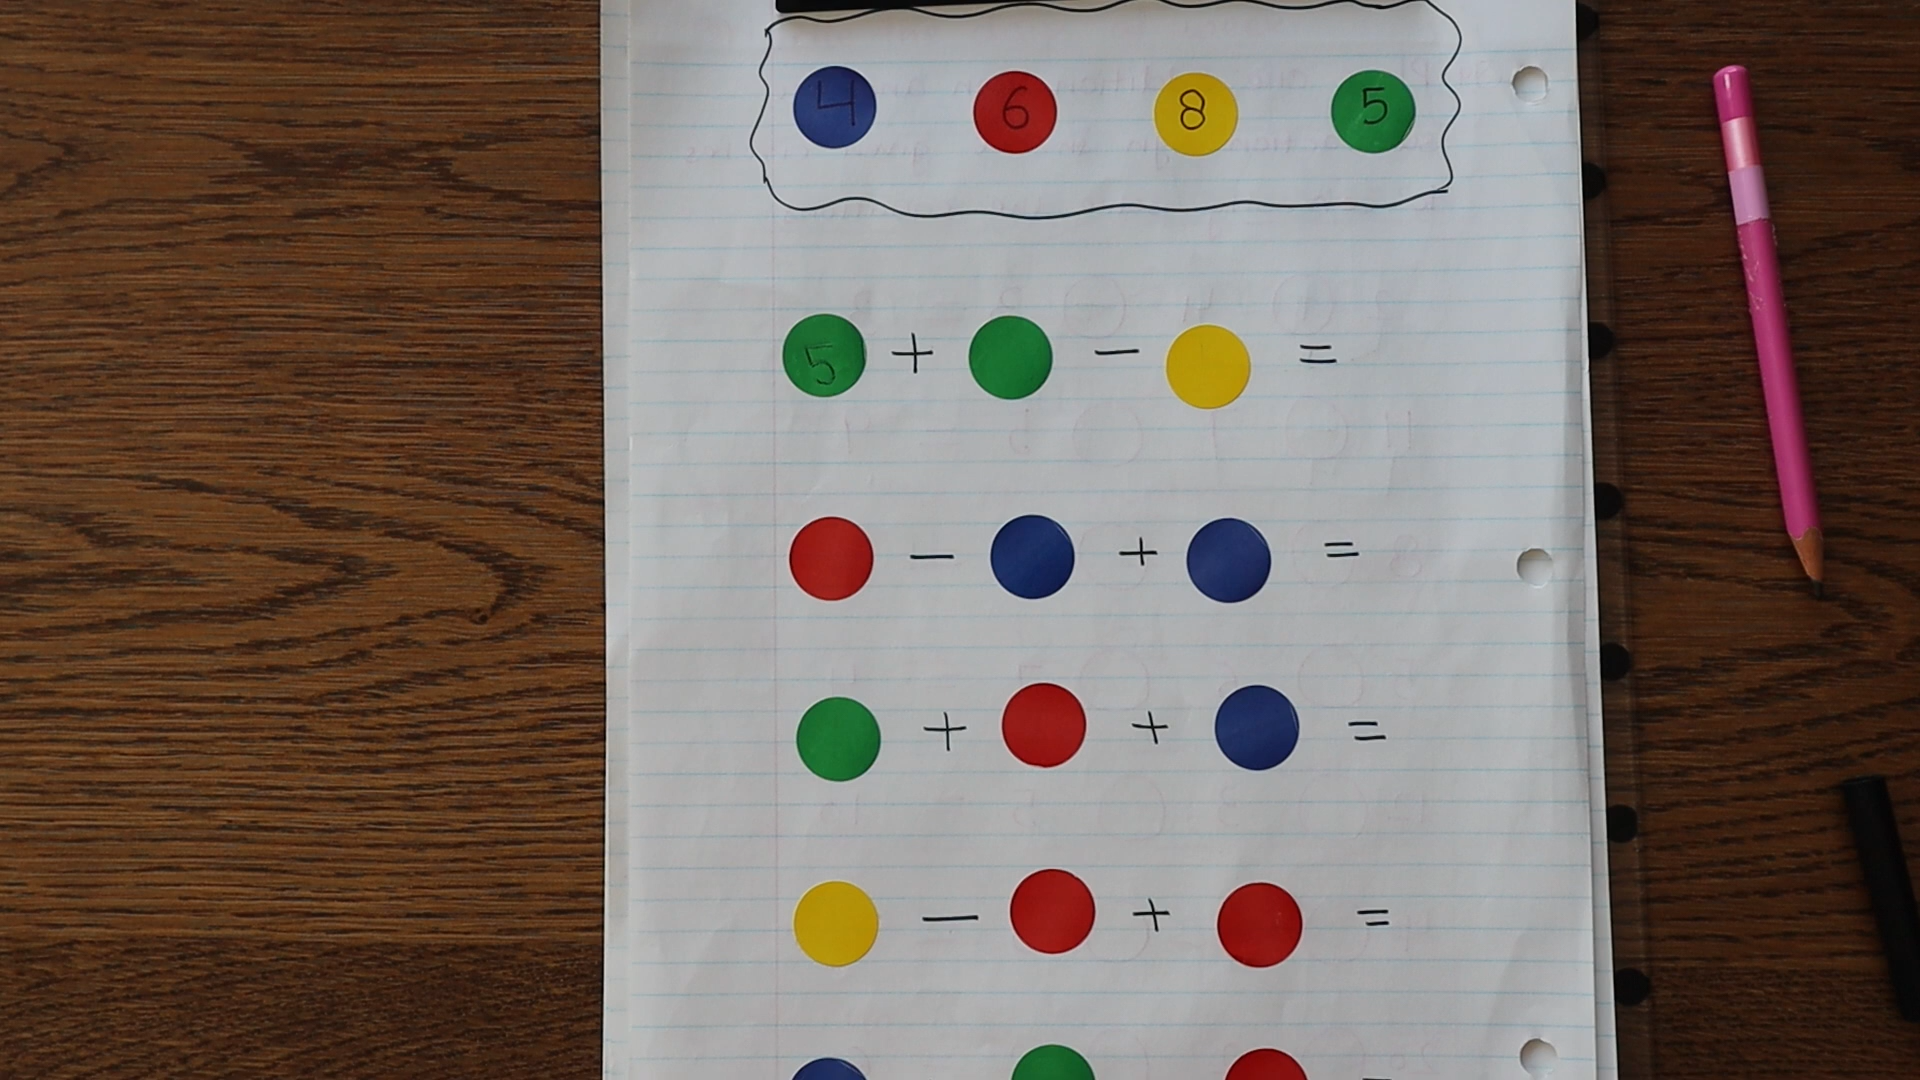 4 6 8 5
5 + - =
- + =
+ + =
- + =